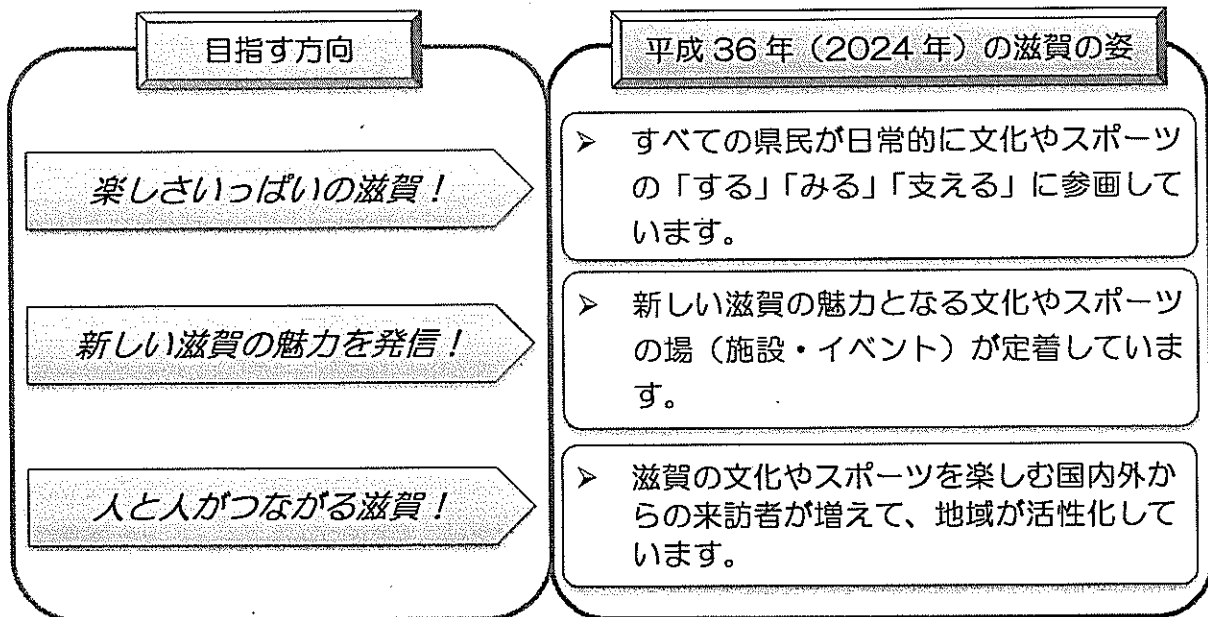 目指す方向
平成36年（2024年）の滋賀の姿
楽しさいっぱいの滋賀！
➢ すべての県民が日常的に文化やスポーツ
の「する」「みる」「支える」に参画して
います。
新しい滋賀の魅力を発信！
➢ 新しい滋賀の魅力となる文化やスポーツ
の場（施設・イベント）が定着していま
す。
人と人がつながる滋賀！
➢ 滋賀の文化やスポーツを楽しむ国内外か
らの来訪者が増えて、地域が活性化して
います。